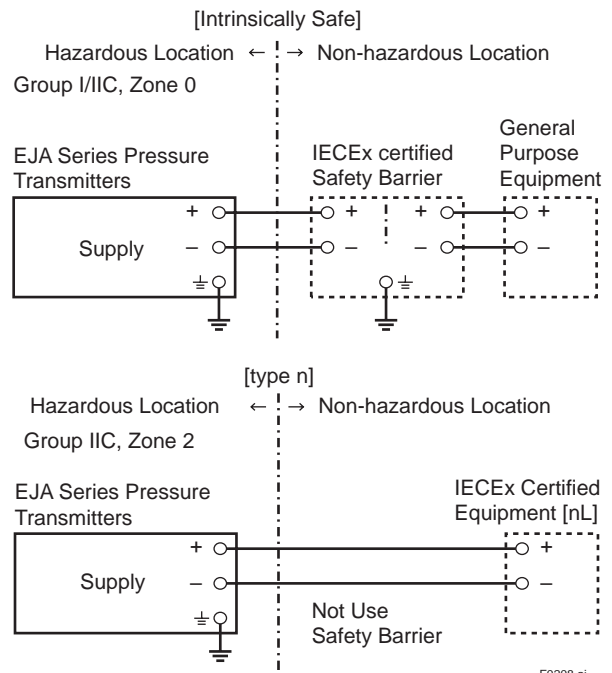 [Intrinsically Safe]
Hazardous Location ← → Non-hazardous Location
Group I/IIC, Zone 0
General
EJA Series Pressure IECEx certified Purpose
Transmitters Safety Barrier Equipment
+ + + +
Supply – – – –
[type n]
Hazardous Location ← → Non-hazardous Location
Group IIC, Zone 2
EJA Series Pressure IECEx Certified
Transmitters Equipment [nL]
+ +
Supply – –
Not Use
Safety Barrier